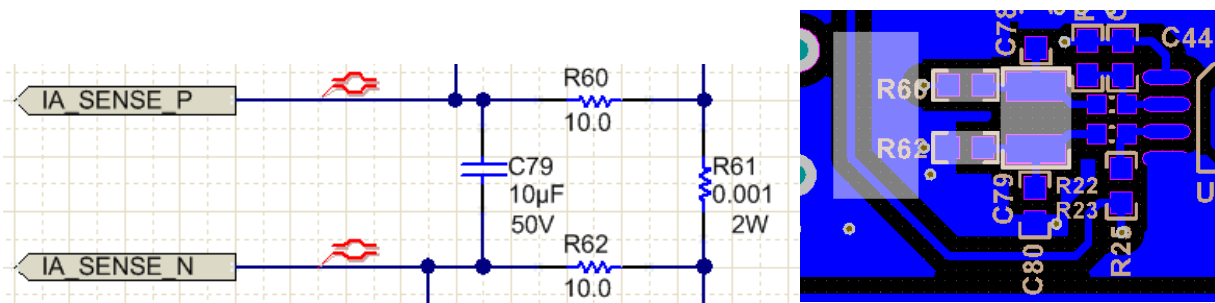 R60
IA_SENSE_P
10.0
C79
10µF
50V
R61
0.001
2W
R62
IA_SENSE_N
10.0
C78
C44
R60
R62
C79
R22
R23
C80
R25
U